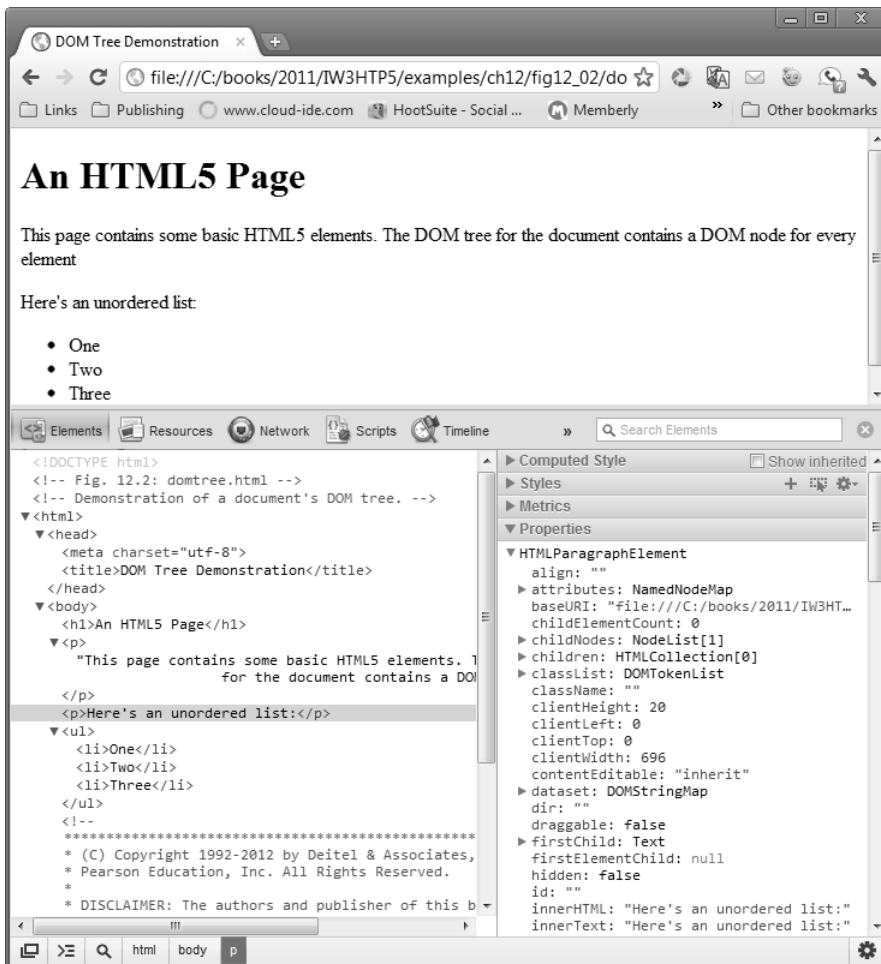 DOM Tree Demonstration
file:///C:/books/2011/IW3HTP5/examples/ch12/fig12_02/do
Links Publishing www.cloud-ide.com HootSuite - Social ... Memberly » Other bookmarks
An HTML5 Page
This page contains some basic HTML5 elements. The DOM tree for the document contains a DOM node for every
element
Here's an unordered list:
• One
• Two
• Three
Elements Resources Network Scripts Timeline » Search Elements
<!DOCTYPE html>
<!-- Fig. 12.2: domtree.html -->
<!-- Demonstration of a document's DOM tree. -->
▼<html>
▼<head>
<meta charset="utf-8">
<title>DOM Tree Demonstration</title>
</head>
▼<body>
<h1>An HTML5 Page</h1>
▼<p>
"This page contains some basic HTML5 elements. T
for the document contains a DO
</p>
<p>Here's an unordered list:</p>
▼<ul>
<li>One</li>
<li>Two</li>
<li>Three</li>
</ul>
<!--
*************************************************
* (C) Copyright 1992-2012 by Deitel & Associates,
* Pearson Education, Inc. All Rights Reserved.
*
* DISCLAIMER: The authors and publisher of this b
▶Computed Style Show inherited
▶Styles
▶Metrics
▼Properties
▼HTMLParagraphElement
align: ""
▶attributes: NamedNodeMap
baseURI: "file:///C:/books/2011/IW3HT…
childElementCount: 0
▶childNodes: NodeList[1]
▶children: HTMLCollection[0]
▶classList: DOMTokenList
className: ""
clientHeight: 20
clientLeft: 0
clientTop: 0
clientWidth: 696
contentEditable: "inherit"
▶dataset: DOMStringMap
dir: ""
draggable: false
▶firstChild: Text
firstElementChild: null
hidden: false
id: ""
innerHTML: "Here's an unordered list:"
innerText: "Here's an unordered list:"
html body p